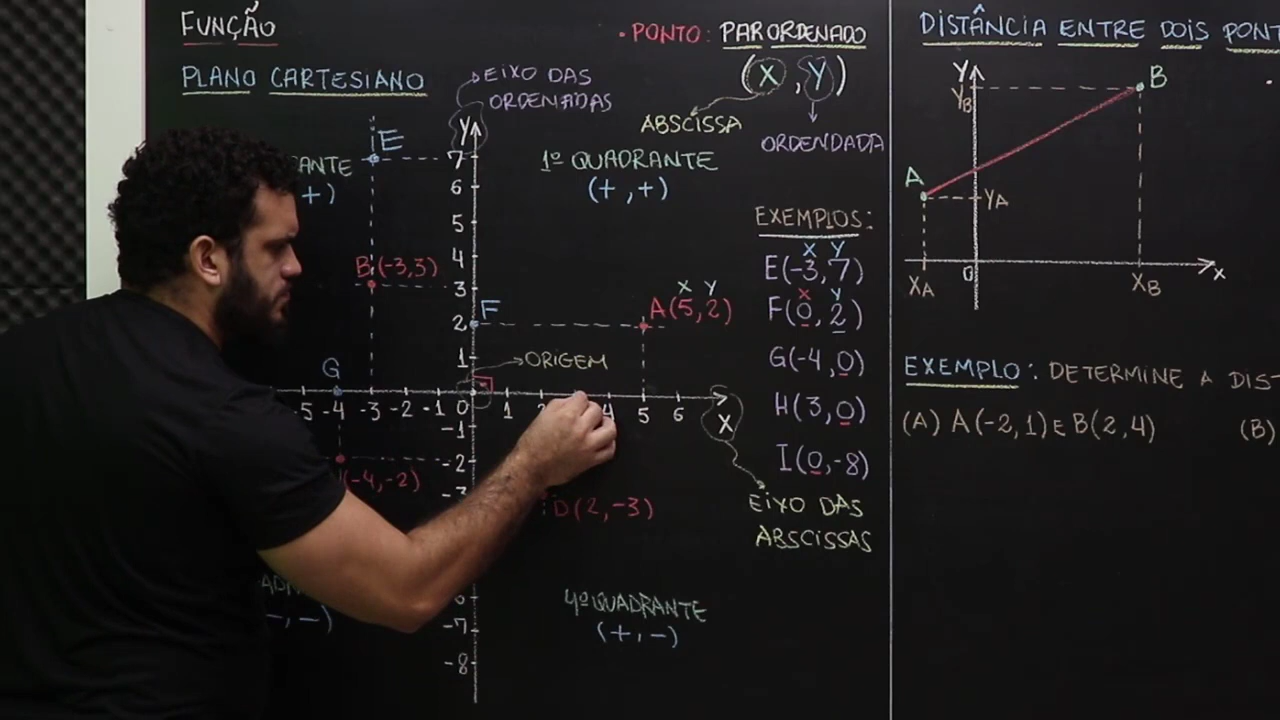 FUNÇÃO
PLANO CARTESIANO
EIXO DAS
ORDENADAS
• PONTO: PAR ORDENADO
(X, Y)
ABSCISSA
ORDENDADA
E
Y
7
6
5
4
3
2
1
ANTE
+)
1º QUADRANTE
(+,+)
B(-3,3)
X Y
A(5,2)
F
ORIGEM
G
-5 -4 -3 -2 -1 0 1 4 5 6
X
-1
-2
-3
(-4,-2)
D(2,-3)
EIXO DAS
ABSCISSAS
-,-)
4º QUADRANTE
(+,-)
-7
-8
EXEMPLOS:
X Y
E(-3,7)
X Y
F(0,2)
G(-4,0)
H(3,0)
I(0,-8)
DISTÂNCIA ENTRE DOIS PONT
Y
YB
B
A
YA
0
XA
XB
X
EXEMPLO: DETERMINE A DIST
(A) A(-2,1) E B(2,4)
(B)